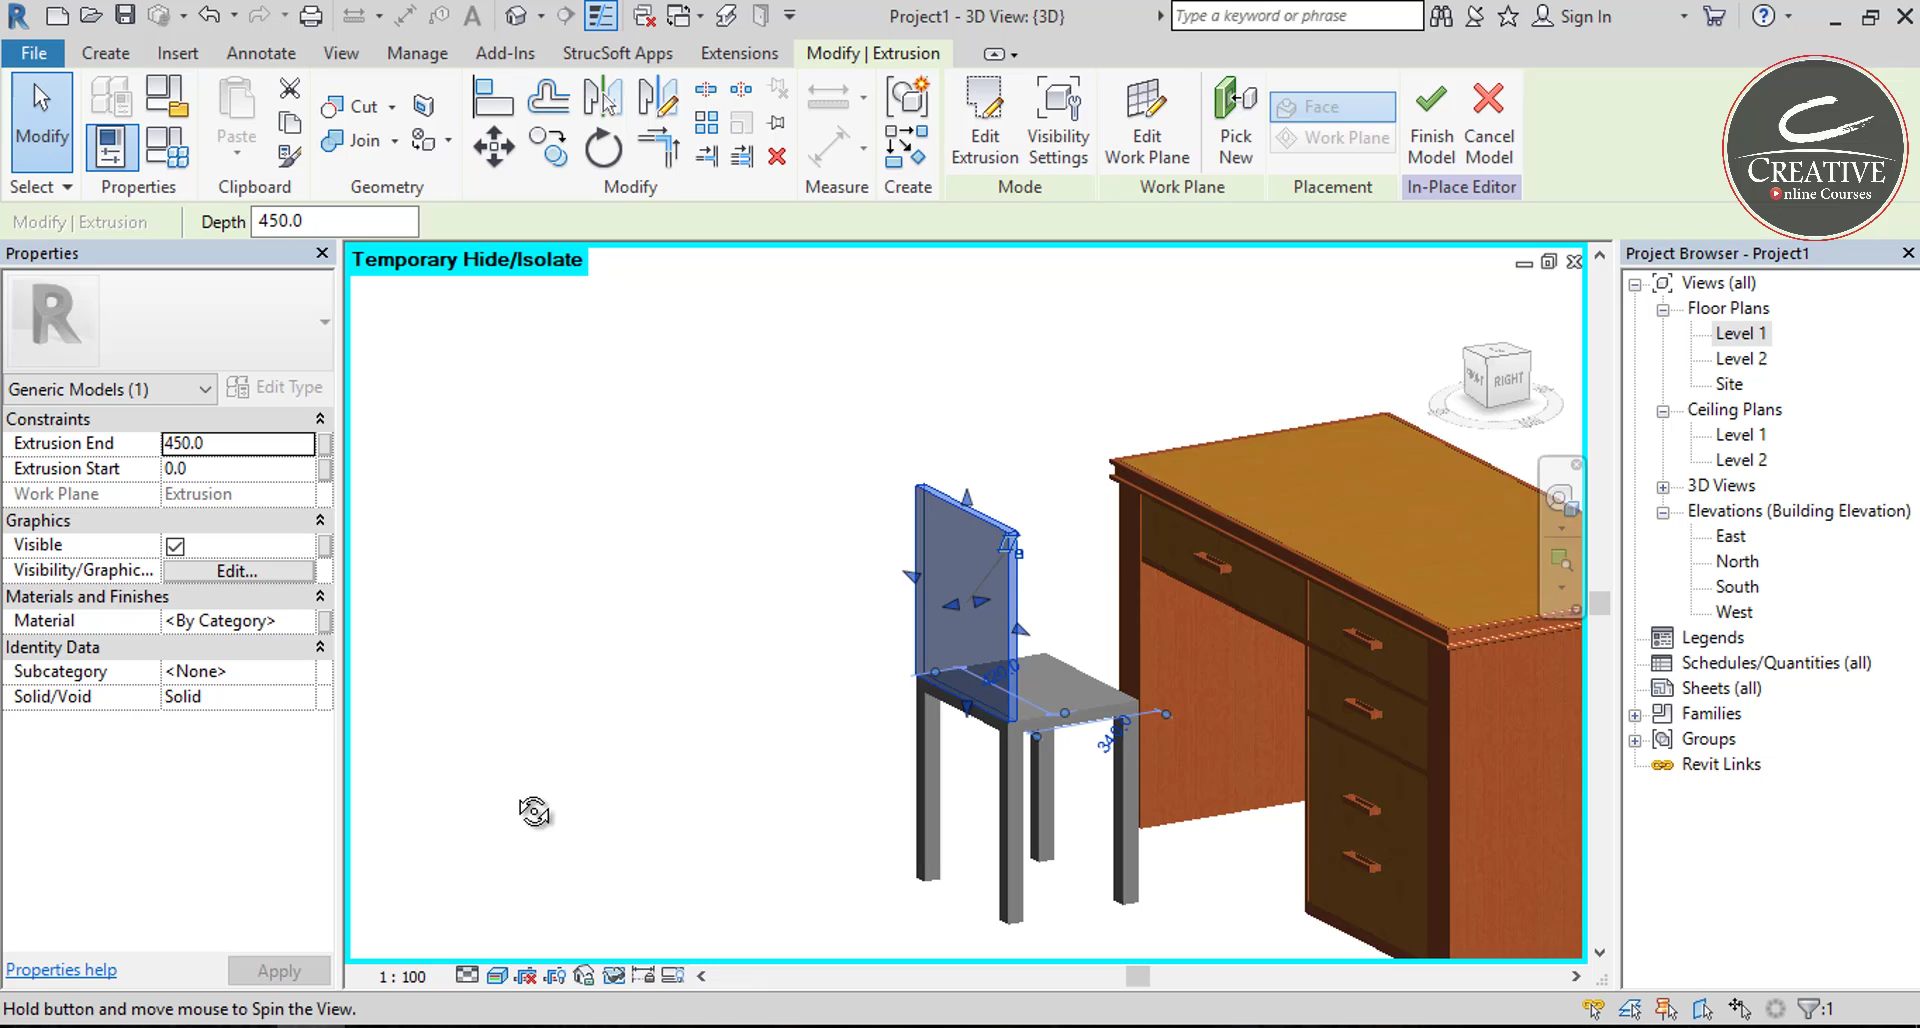 Project1 - 3D View: {3D}
Type a keyword or phrase
Sign In
File
Create
Insert
Annotate
View
Manage
Add-Ins
StrucSoft Apps
Extensions
Modify | Extrusion
Modify
Select
Properties
Paste
Clipboard
Cut
Join
Geometry
Modify
Measure
Create
Edit Extrusion
Visibility Settings
Mode
Edit Work Plane
Pick New
Work Plane
Face
Work Plane
Placement
Finish Model
Cancel Model
In-Place Editor
CREATIVE
Online Courses
Modify | Extrusion
Depth 450.0
Properties
Generic Models (1)
Edit Type
Constraints
Extrusion End 450.0
Extrusion Start 0.0
Work Plane Extrusion
Graphics
Visible
Visibility/Graphic... Edit...
Materials and Finishes
Material <By Category>
Identity Data
Subcategory <None>
Solid/Void Solid
Properties help
Apply
Temporary Hide/Isolate
RIGHT
1 : 100
Project Browser - Project1
Views (all)
Floor Plans
Level 1
Level 2
Site
Ceiling Plans
Level 1
Level 2
3D Views
Elevations (Building Elevation)
East
North
South
West
Legends
Schedules/Quantities (all)
Sheets (all)
Families
Groups
Revit Links
Hold button and move mouse to Spin the View.
:1